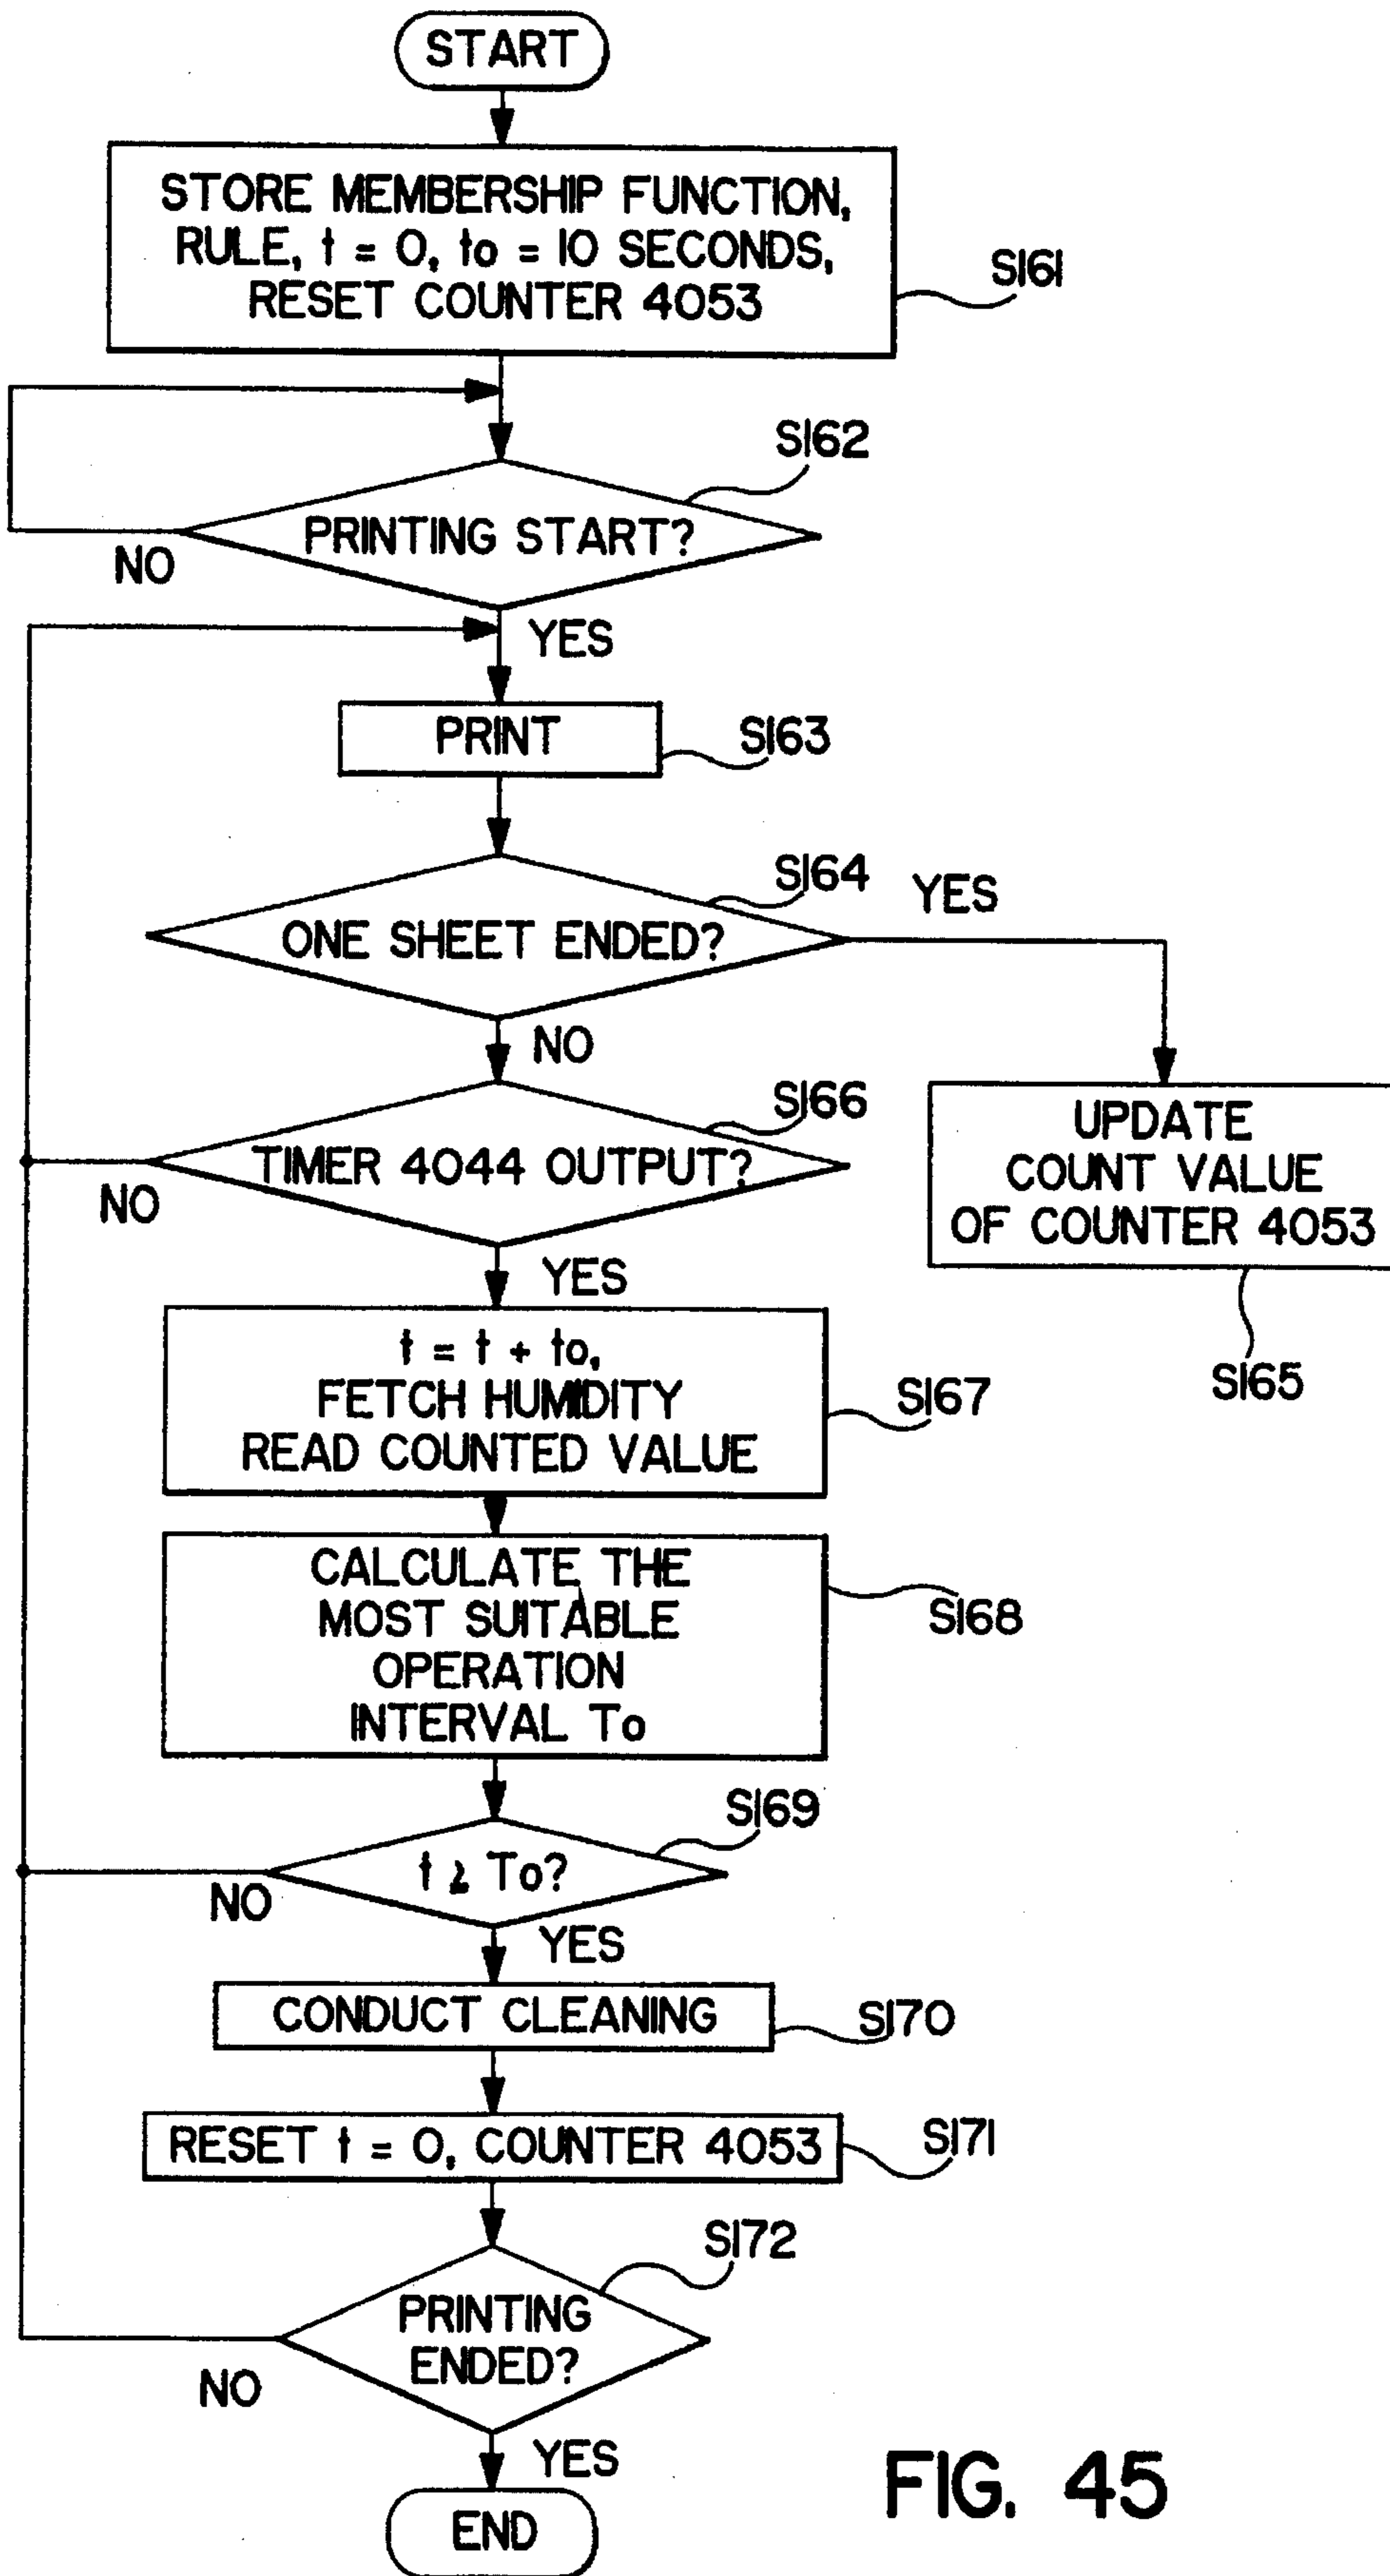 START
STORE MEMBERSHIP FUNCTION,
RULE, t = 0, to = 10 SECONDS,
RESET COUNTER 4053
S161
S162
PRINTING START?
NO
YES
PRINT
S163
S164
YES
ONE SHEET ENDED?
NO
S166
TIMER 4044 OUTPUT?
NO
YES
UPDATE
COUNT VALUE
OF COUNTER 4053
S165
t = t + to,
FETCH HUMIDITY
READ COUNTED VALUE
S167
CALCULATE THE
MOST SUITABLE
OPERATION
INTERVAL To
S168
S169
t ≥ To?
NO
YES
CONDUCT CLEANING
S170
RESET t = 0, COUNTER 4053
S171
S172
PRINTING
ENDED?
NO
YES
END
FIG. 45